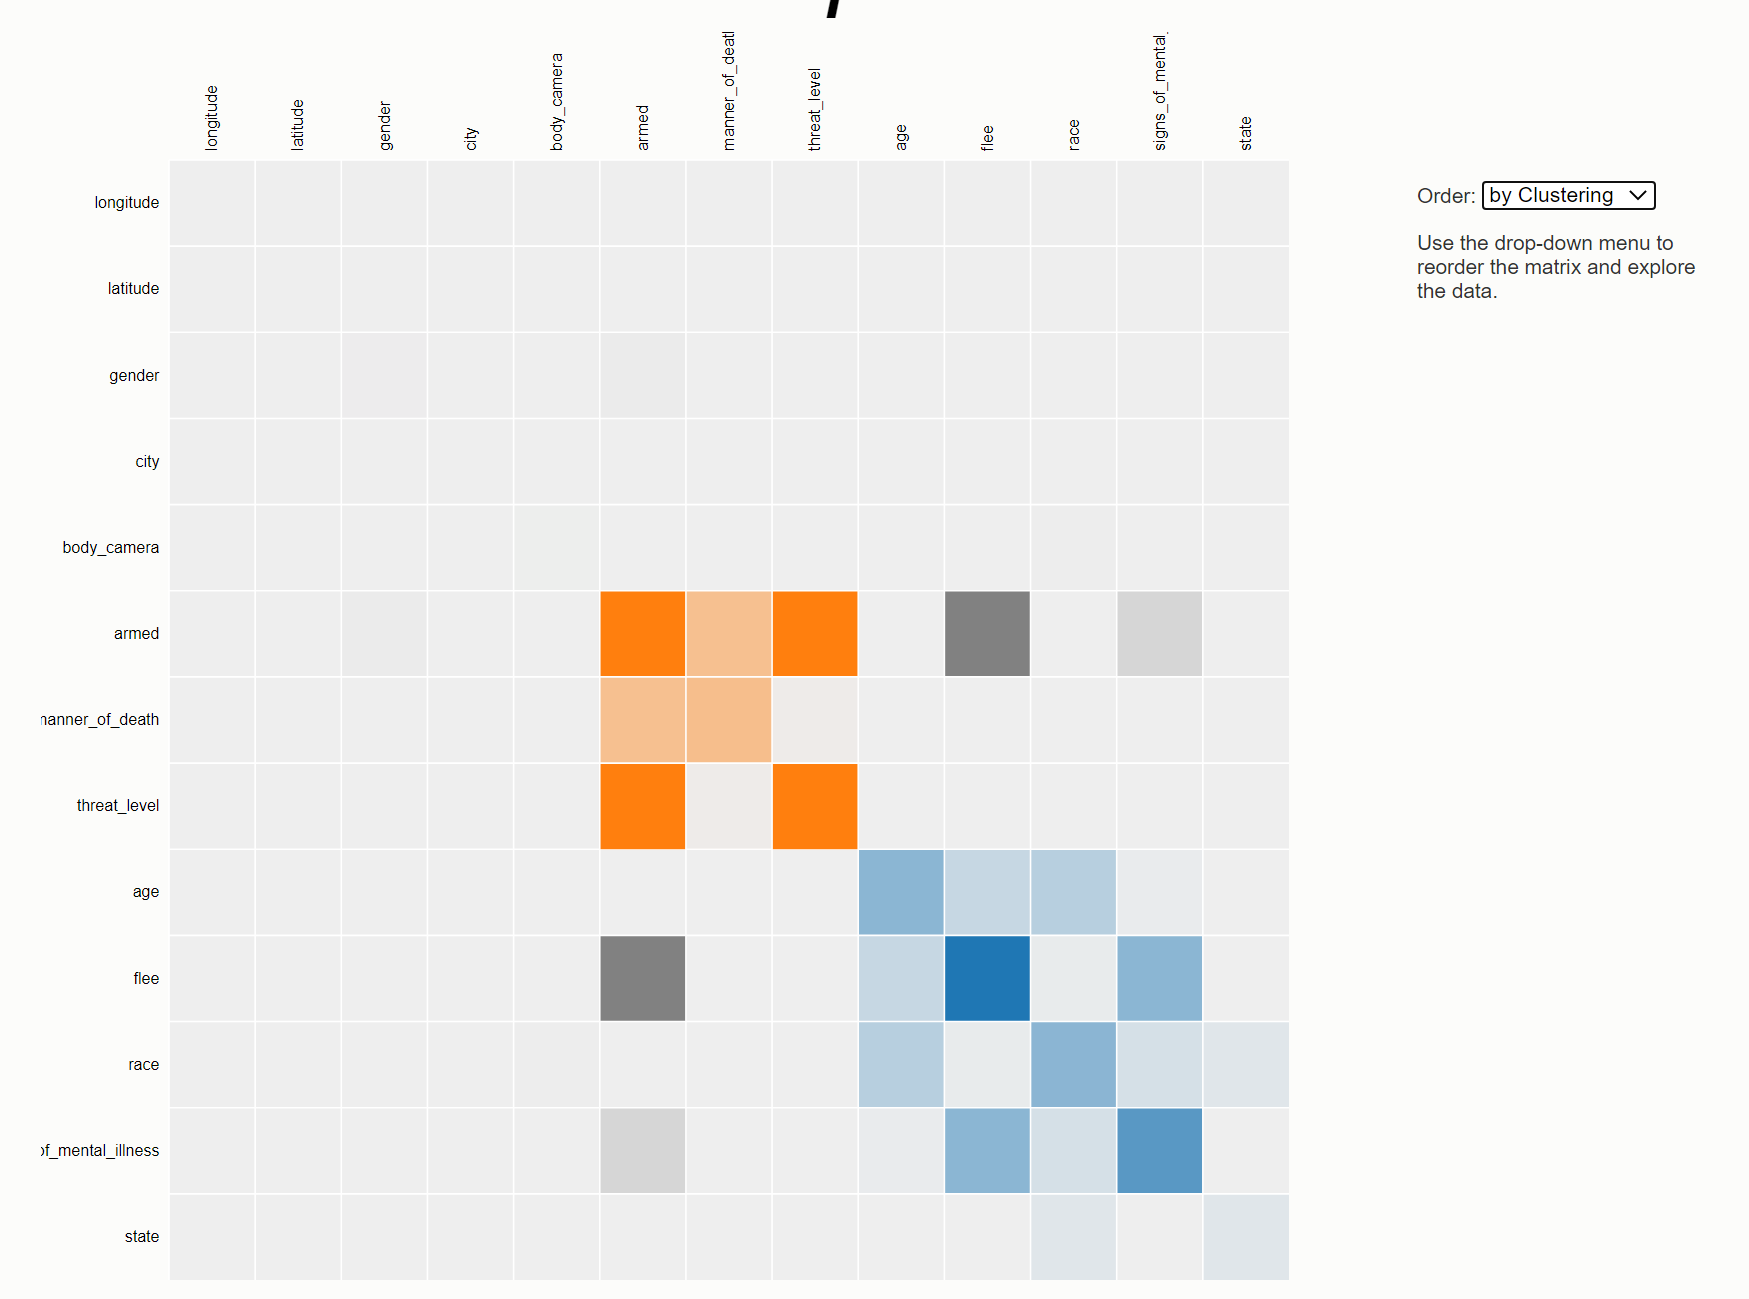 longitude
latitude
gender
city
body_camera
armed
manner_of_deatl
threat_level
age
flee
race
signs_of_mental.
state
longitude
latitude
gender
city
body_camera
armed
manner_of_death
threat_level
age
flee
race
of_mental_illness
state
Order: by Clustering
Use the drop-down menu to
reorder the matrix and explore
the data.